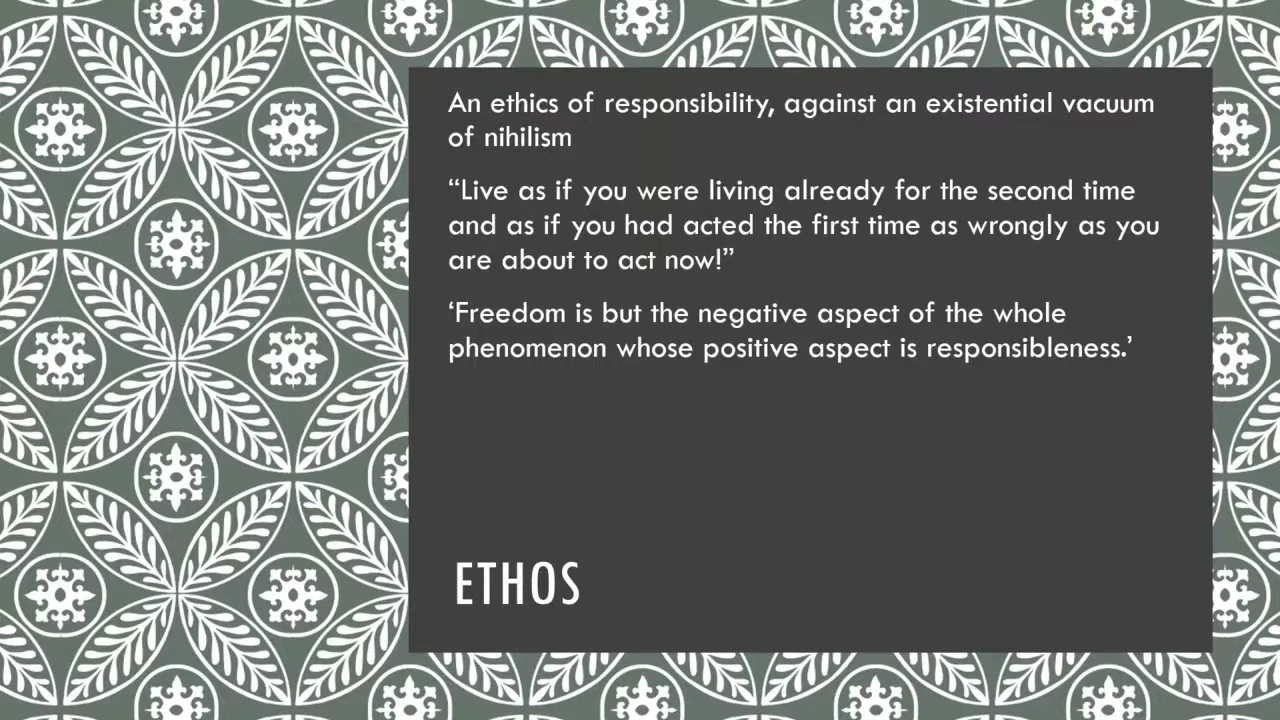 An ethics of responsibility, against an existential vacuum
of nihilism
“Live as if you were living already for the second time
and as if you had acted the first time as wrongly as you
are about to act now!”
‘Freedom is but the negative aspect of the whole
phenomenon whose positive aspect is responsibleness.’
ETHOS